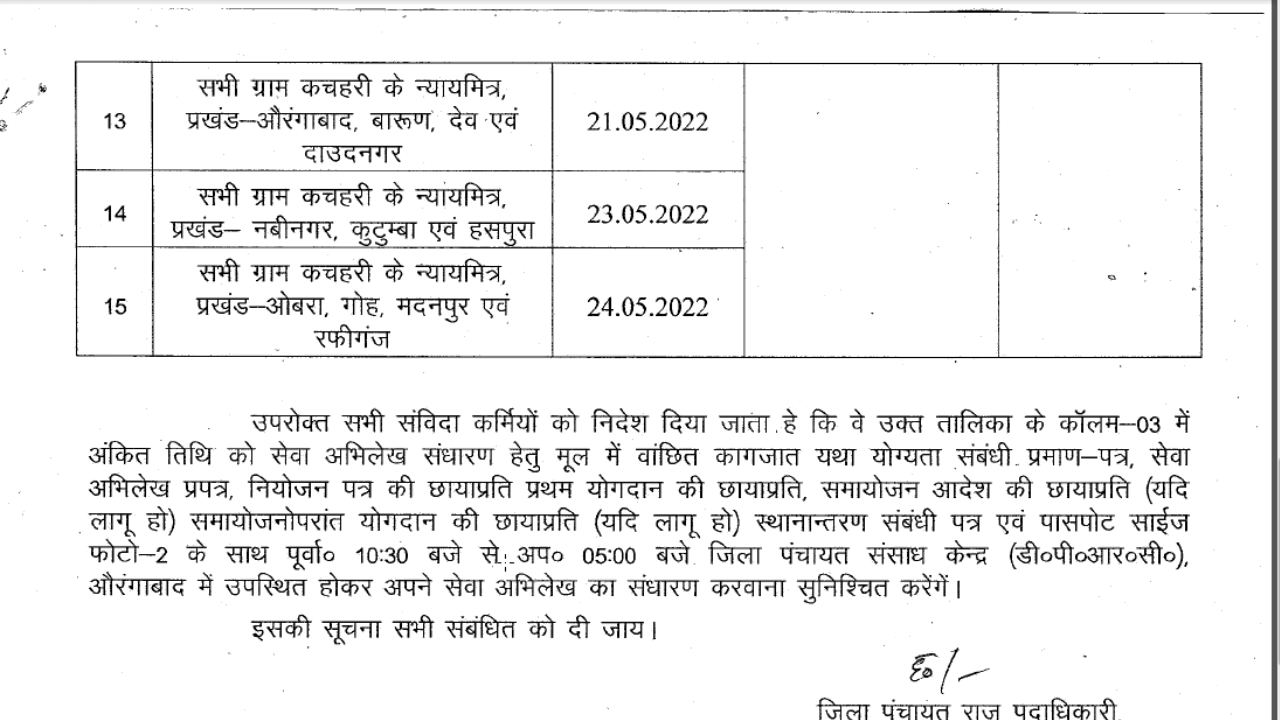 13
सभी ग्राम कचहरी के न्यायमित्र,
प्रखंड–औरंगाबाद, बारूण, देव एवं
दाउदनगर
21.05.2022
14
सभी ग्राम कचहरी के न्यायमित्र,
प्रखंड– नबीनगर, कुटुम्बा एवं हसपुरा
23.05.2022
15
सभी ग्राम कचहरी के न्यायमित्र,
प्रखंड–ओबरा, गोह, मदनपुर एवं
रफीगंज
24.05.2022
उपरोक्त सभी संविदा कर्मियों को निदेश दिया जाता हे कि वे उक्त तालिका के कॉलम–03 में
अंकित तिथि को सेवा अभिलेख संधारण हेतु मूल में वांछित कागजात यथा योग्यता संबंधी प्रमाण–पत्र, सेवा
अभिलेख प्रपत्र, नियोजन पत्र की छायाप्रति प्रथम योगदान की छायाप्रति, समायोजन आदेश की छायाप्रति (यदि
लागू हो) समायोजनोपरांत योगदान की छायाप्रति (यदि लागू हो) स्थानान्तरण संबंधी पत्र एवं पासपोट साईज
फोटो–2 के साथ पूर्वा० 10:30 बजे से अप० 05:00 बजे जिला पंचायत संसाध केन्द्र (डी०पी०आर०सी०),
औरंगाबाद में उपस्थित होकर अपने सेवा अभिलेख का संधारण करवाना सुनिश्चित करेंगें।
इसकी सूचना सभी संबंधित को दी जाय।
ह०/–
जिला पंचायत राज पदाधिकारी,